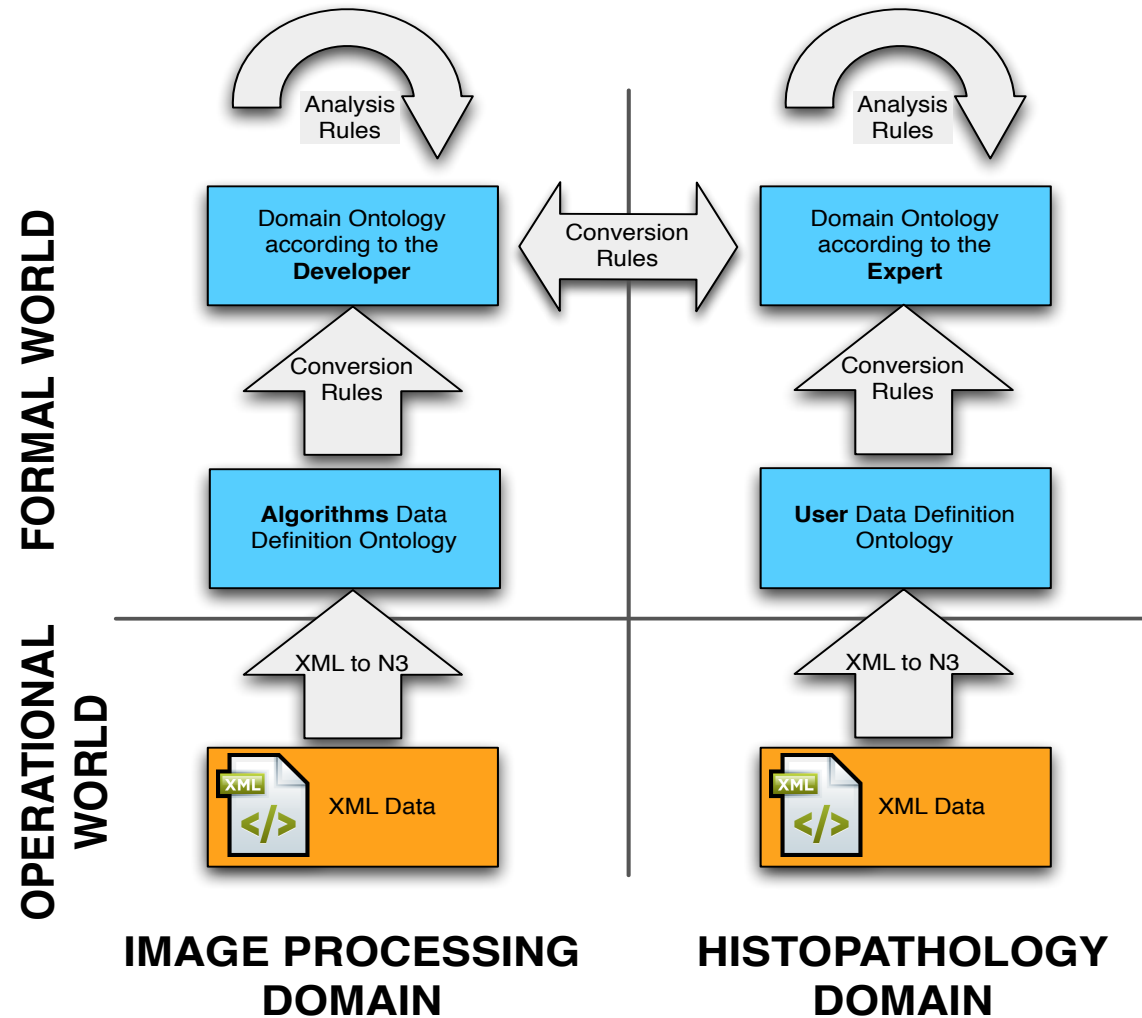 Analysis
Rules
Analysis
Rules
FORMAL WORLD
Domain Ontology
according to the
Developer
Conversion
Rules
Domain Ontology
according to the
Expert
Conversion
Rules
Conversion
Rules
Algorithms Data
Definition Ontology
User Data Definition
Ontology
OPERATIONAL
WORLD
XML to N3
XML to N3
XML
</>
XML Data
XML
</>
XML Data
IMAGE PROCESSING
DOMAIN
HISTOPATHOLOGY
DOMAIN